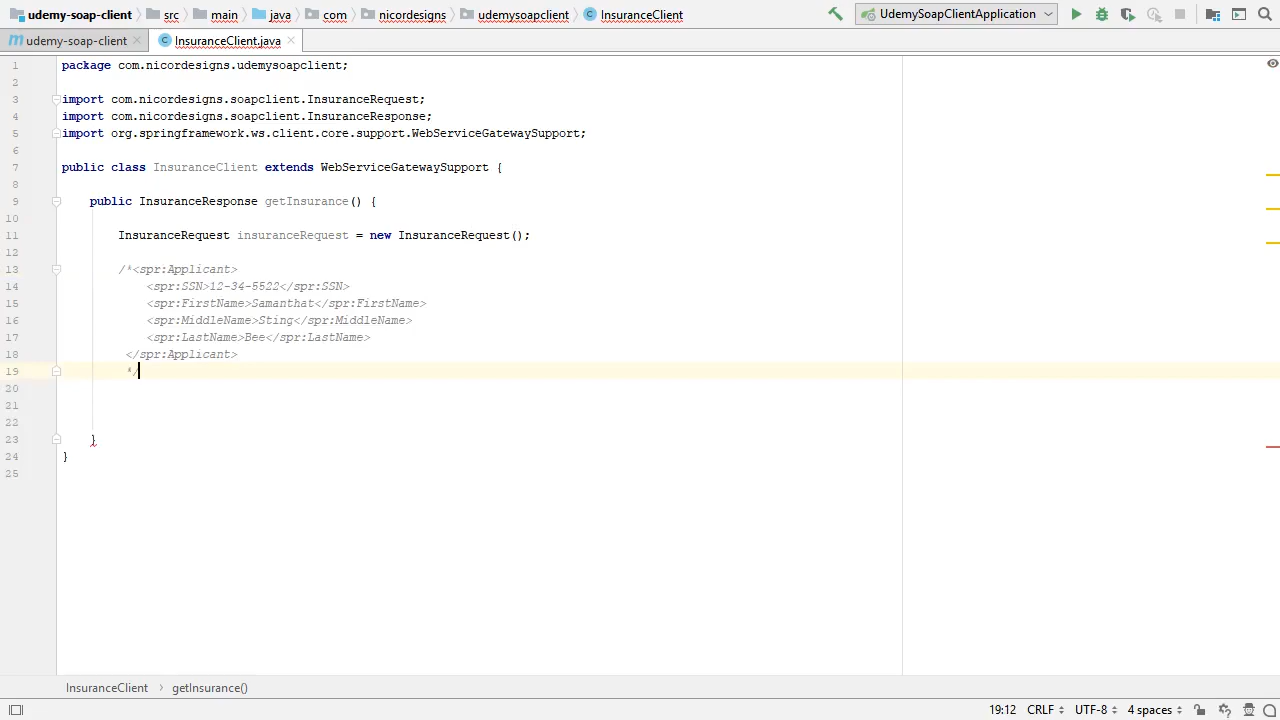 udemy-soap-client src main java com nicordesigns udemysoapclient InsuranceClient UdemySoapClientApplication
udemy-soap-client InsuranceClient.java
1 package com.nicordesigns.udemysoapclient;
2
3 import com.nicordesigns.soapclient.InsuranceRequest;
4 import com.nicordesigns.soapclient.InsuranceResponse;
5 import org.springframework.ws.client.core.support.WebServiceGatewaySupport;
6
7 public class InsuranceClient extends WebServiceGatewaySupport {
8
9 public InsuranceResponse getInsurance() {
10
11 InsuranceRequest insuranceRequest = new InsuranceRequest();
12
13 /*<spr:Applicant>
14 <spr:SSN>12-34-5522</spr:SSN>
15 <spr:FirstName>Samanthat</spr:FirstName>
16 <spr:MiddleName>Sting</spr:MiddleName>
17 <spr:LastName>Bee</spr:LastName>
18 </spr:Applicant>
19 */
20
21
22
23 }
24 }
25
InsuranceClient › getInsurance()
19:12 CRLF UTF-8 4 spaces